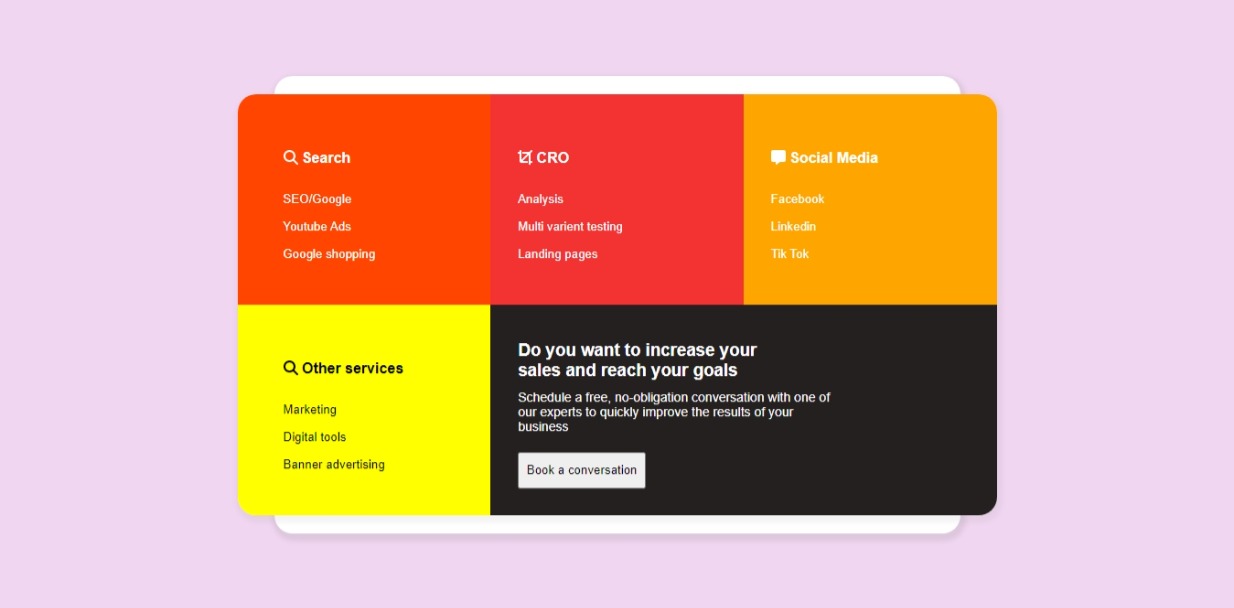 Search
SEO/Google
Youtube Ads
Google shopping
CRO
Analysis
Multi varient testing
Landing pages
Social Media
Facebook
Linkedin
Tik Tok
Other services
Marketing
Digital tools
Banner advertising
Do you want to increase your
sales and reach your goals
Schedule a free, no-obligation conversation with one of
our experts to quickly improve the results of your
business
Book a conversation